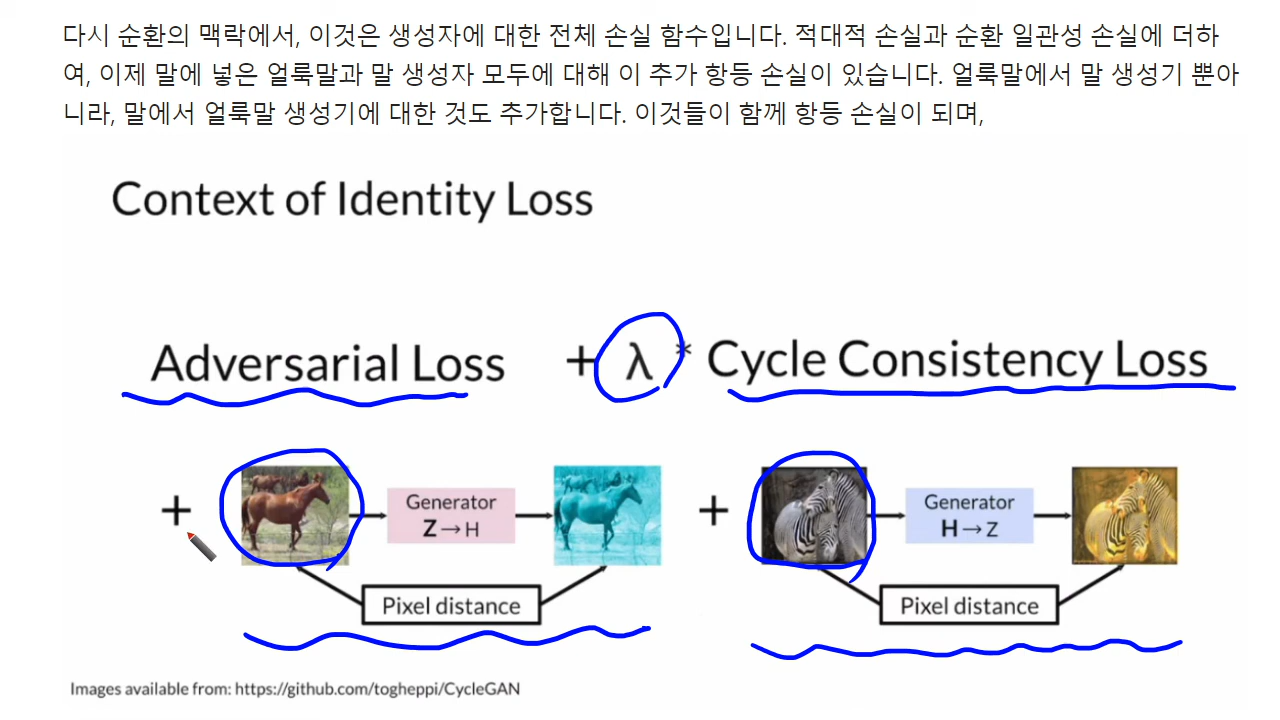 다시 순환의 맥락에서, 이것은 생성자에 대한 전체 손실 함수입니다. 적대적 손실과 순환 일관성 손실에 더하
여, 이제 말에 넣은 얼룩말과 말 생성자 모두에 대해 이 추가 항등 손실이 있습니다. 얼룩말에서 말 생성기 뿐아
니라, 말에서 얼룩말 생성기에 대한 것도 추가합니다. 이것들이 함께 항등 손실이 되며,
Context of Identity Loss
Adversarial Loss + λ * Cycle Consistency Loss
+ Generator + Generator
Z→H H→Z
Pixel distance Pixel distance
Images available from: https://github.com/togheppi/CycleGAN